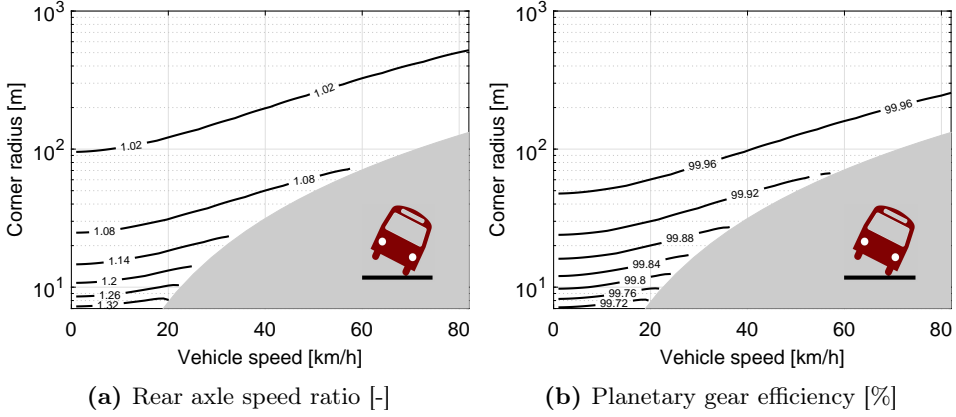 10³
10²
10¹
0 20 40 60 80
Corner radius [m]
Vehicle speed [km/h]
1.02
1.02
1.08
1.08
1.14
1.2
1.26
1.32
(a) Rear axle speed ratio [-]
10³
10²
10¹
0 20 40 60 80
Corner radius [m]
Vehicle speed [km/h]
99.96
99.96
99.92
99.88
99.84
99.8
99.76
99.72
(b) Planetary gear efficiency [%]